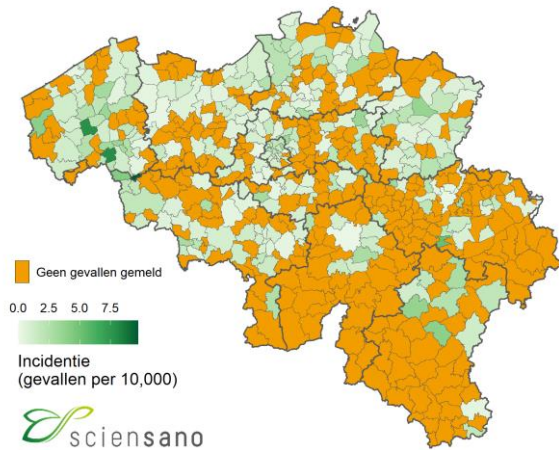 Geen gevallen gemeld
0.0 2.5 5.0 7.5
Incidentie
(gevallen per 10,000)
sciensano